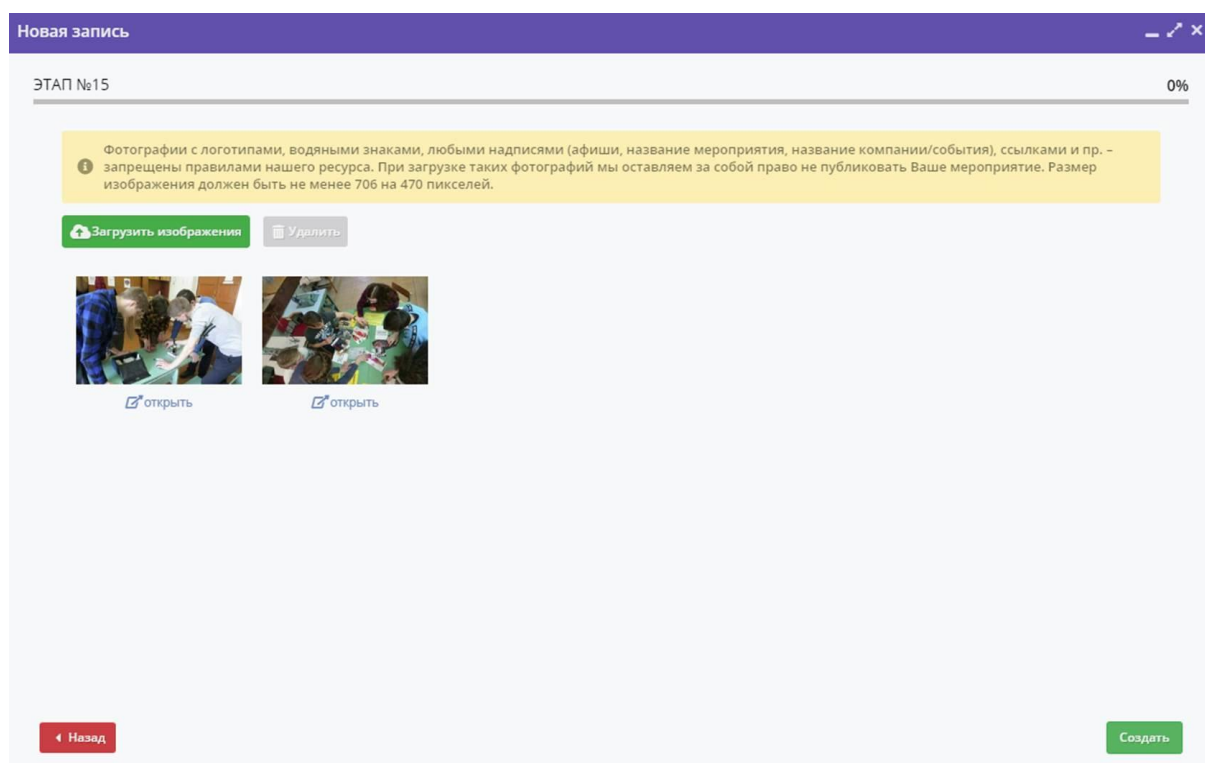 Новая запись
ЭТАП №15
0%
Фотографии с логотипами, водяными знаками, любыми надписями (афиши, название мероприятия, название компании/события), ссылками и пр. –
запрещены правилами нашего ресурса. При загрузке таких фотографий мы оставляем за собой право не публиковать Ваше мероприятие. Размер
изображения должен быть не менее 706 на 470 пикселей.
Загрузить изображения
Удалить
открыть
открыть
Назад
Создать